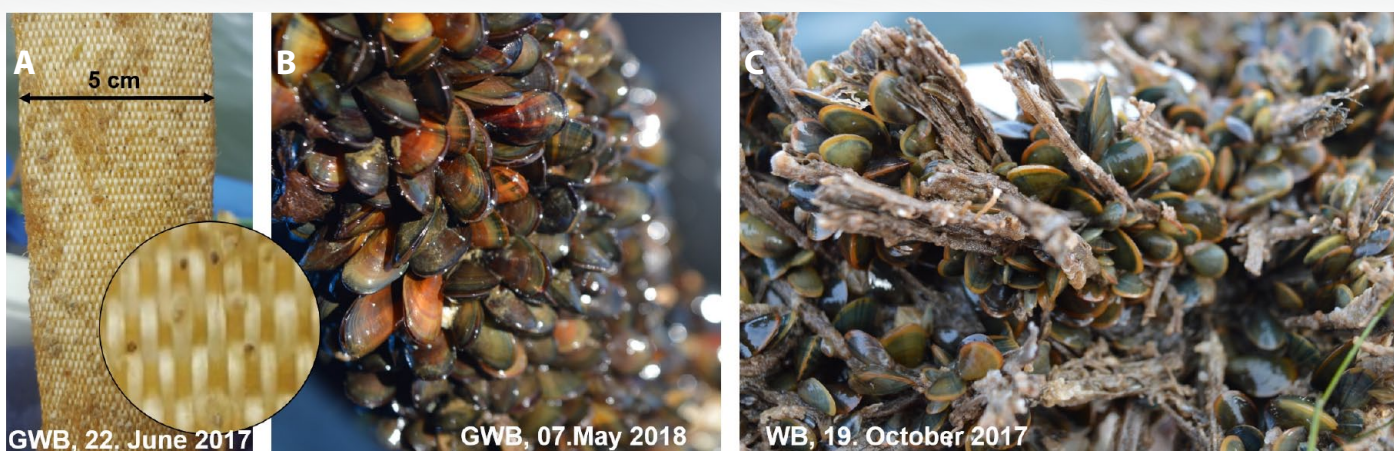 A
5 cm
GWB, 22. June 2017
B
GWB, 07.May 2018
C
WB, 19. October 2017